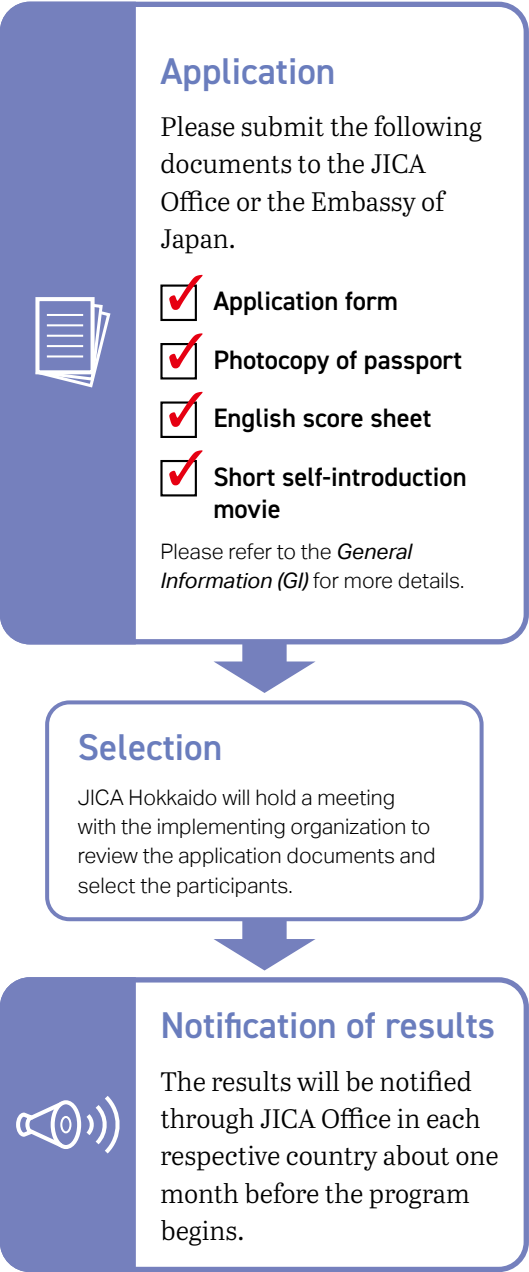 Application
Please submit the following
documents to the JICA
Office or the Embassy of
Japan.
Application form
Photocopy of passport
English score sheet
Short self-introduction
movie
Please refer to the General
Information (GI) for more details.
Selection
JICA Hokkaido will hold a meeting
with the implementing organization to
review the application documents and
select the participants.
Notification of results
The results will be notified
through JICA Office in each
respective country about one
month before the program
begins.